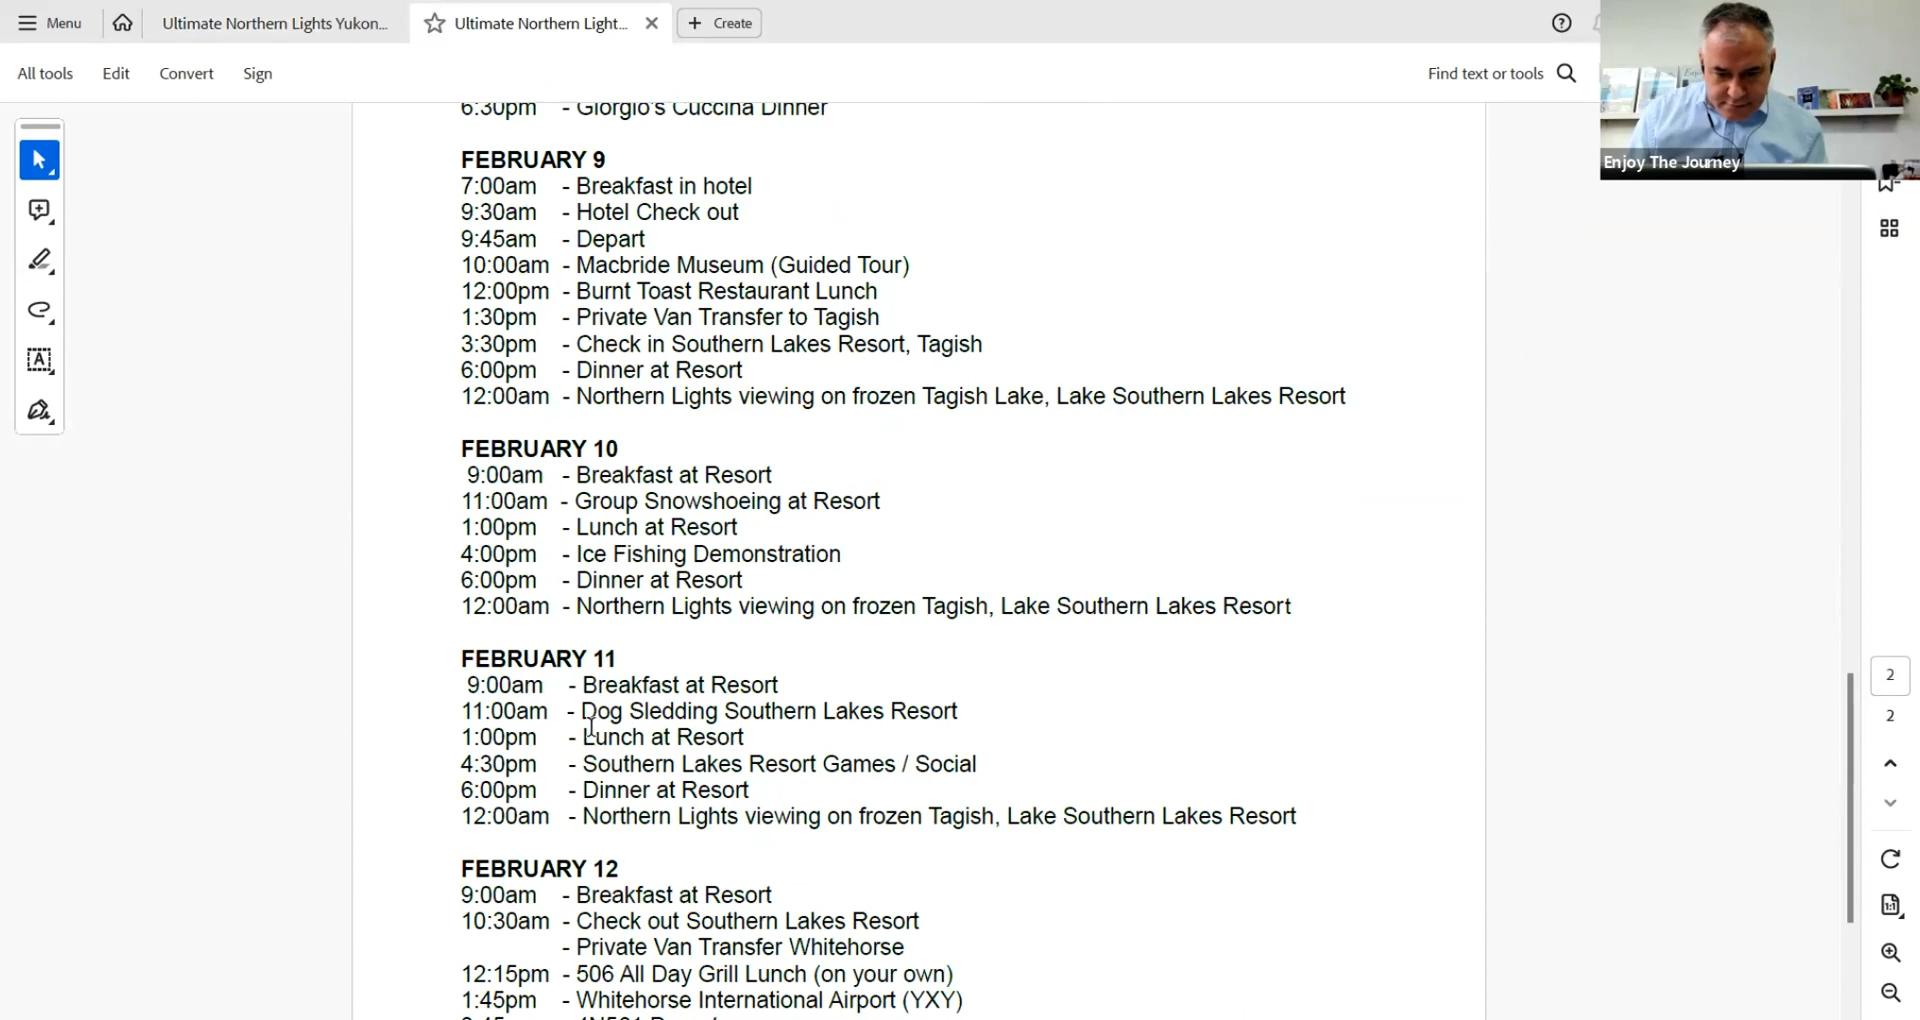 Menu
Ultimate Northern Lights Yukon...
Ultimate Northern Light...
Create
All tools
Edit
Convert
Sign
Find text or tools
Enjoy The Journey
6:30pm - Giorgio's Cuccina Dinner
FEBRUARY 9
7:00am - Breakfast in hotel
9:30am - Hotel Check out
9:45am - Depart
10:00am - Macbride Museum (Guided Tour)
12:00pm - Burnt Toast Restaurant Lunch
1:30pm - Private Van Transfer to Tagish
3:30pm - Check in Southern Lakes Resort, Tagish
6:00pm - Dinner at Resort
12:00am - Northern Lights viewing on frozen Tagish Lake, Lake Southern Lakes Resort
FEBRUARY 10
9:00am - Breakfast at Resort
11:00am - Group Snowshoeing at Resort
1:00pm - Lunch at Resort
4:00pm - Ice Fishing Demonstration
6:00pm - Dinner at Resort
12:00am - Northern Lights viewing on frozen Tagish, Lake Southern Lakes Resort
FEBRUARY 11
9:00am - Breakfast at Resort
11:00am - Dog Sledding Southern Lakes Resort
1:00pm - Lunch at Resort
4:30pm - Southern Lakes Resort Games / Social
6:00pm - Dinner at Resort
12:00am - Northern Lights viewing on frozen Tagish, Lake Southern Lakes Resort
FEBRUARY 12
9:00am - Breakfast at Resort
10:30am - Check out Southern Lakes Resort
- Private Van Transfer Whitehorse
12:15pm - 506 All Day Grill Lunch (on your own)
1:45pm - Whitehorse International Airport (YXY)
2
2
1:1